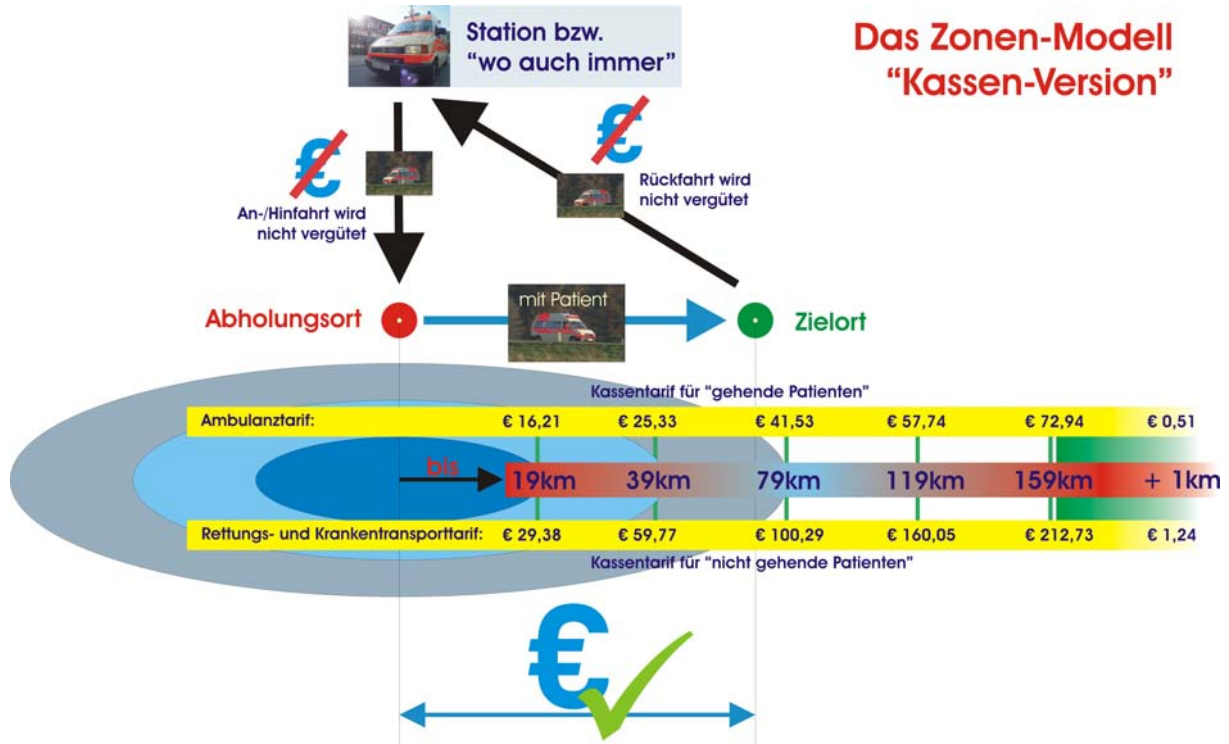 Station bzw.
"wo auch immer"
Das Zonen-Modell
"Kassen-Version"
€
€
An-/Hinfahrt wird
nicht vergütet
Rückfahrt wird
nicht vergütet
Abholungsort
mit Patient
Zielort
Kassentarif für "gehende Patienten"
Ambulanztarif: € 16,21 € 25,33 € 41,53 € 57,74 € 72,94 € 0,51
bis 19km 39km 79km 119km 159km + 1km
Rettungs- und Krankentransporttarif: € 29,38 € 59,77 € 100,29 € 160,05 € 212,73 € 1,24
Kassentarif für "nicht gehende Patienten"
€